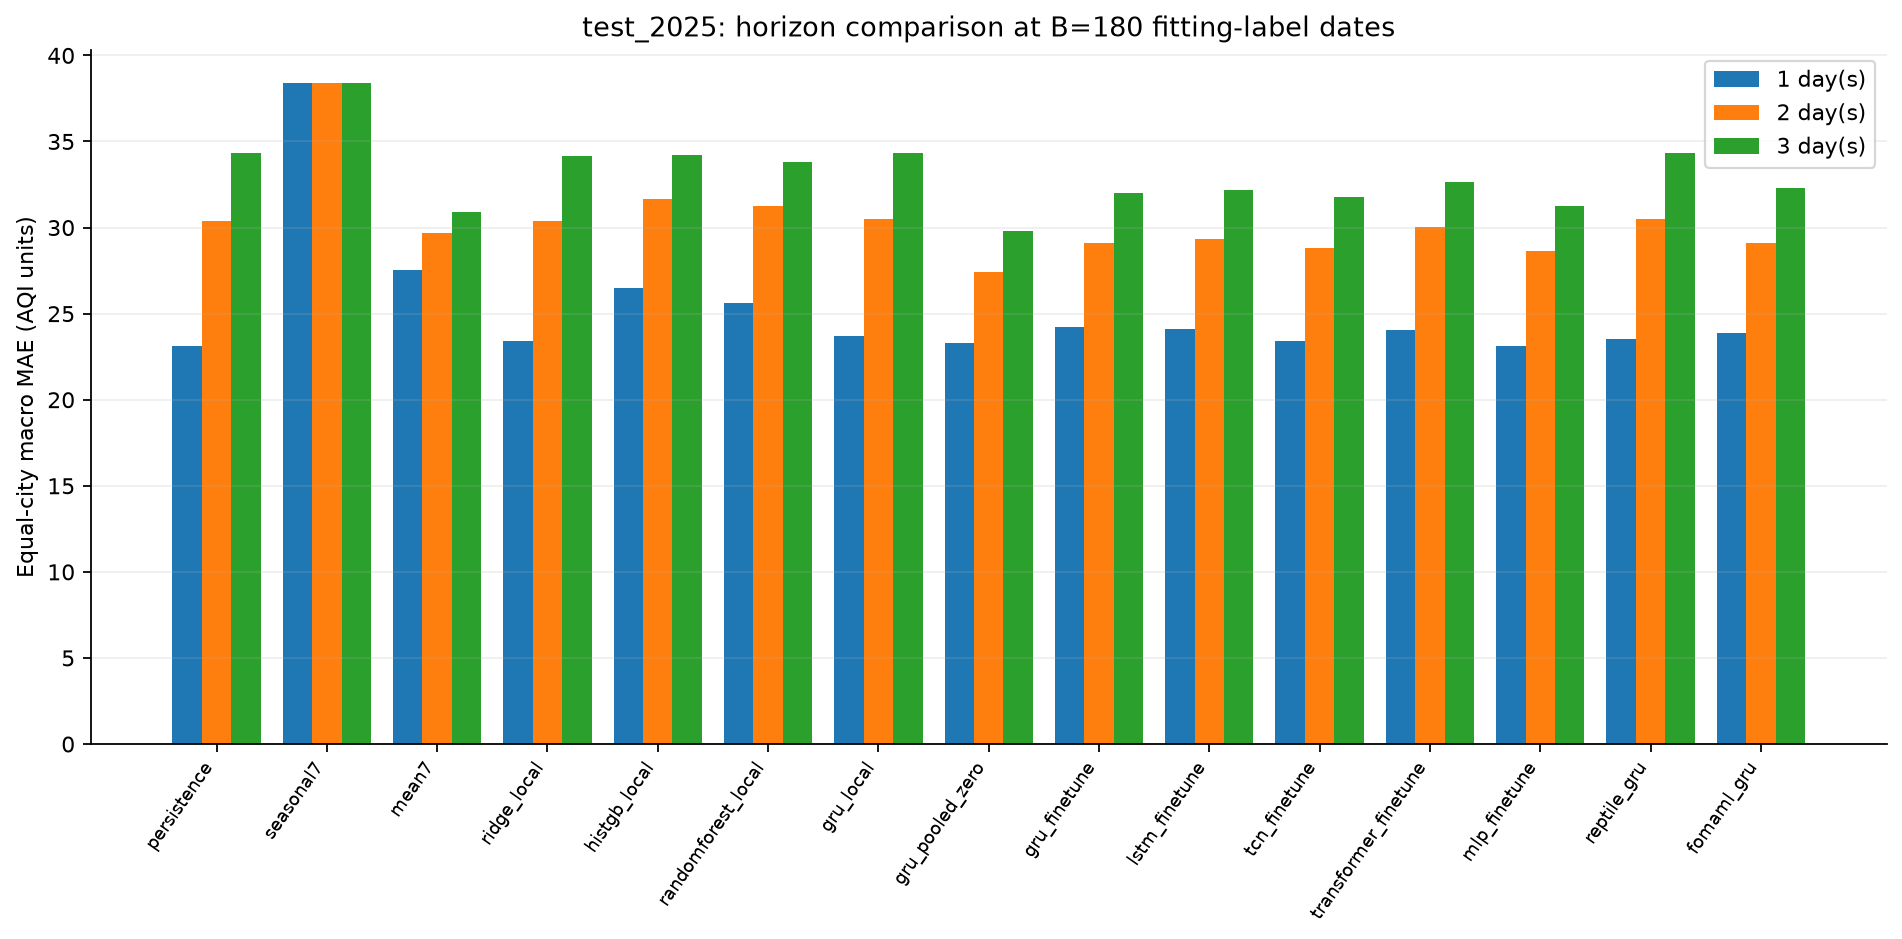 test_2025: horizon comparison at B=180 fitting-label dates
Equal-city macro MAE (AQI units)
40
35
30
25
20
15
10
5
0
1 day(s)
2 day(s)
3 day(s)
persistence
seasonal7
mean7
ridge_local
histgb_local
randomforest_local
gru_local
gru_pooled_zero
gru_finetune
lstm_finetune
tcn_finetune
transformer_finetune
mlp_finetune
reptile_gru
fomaml_gru